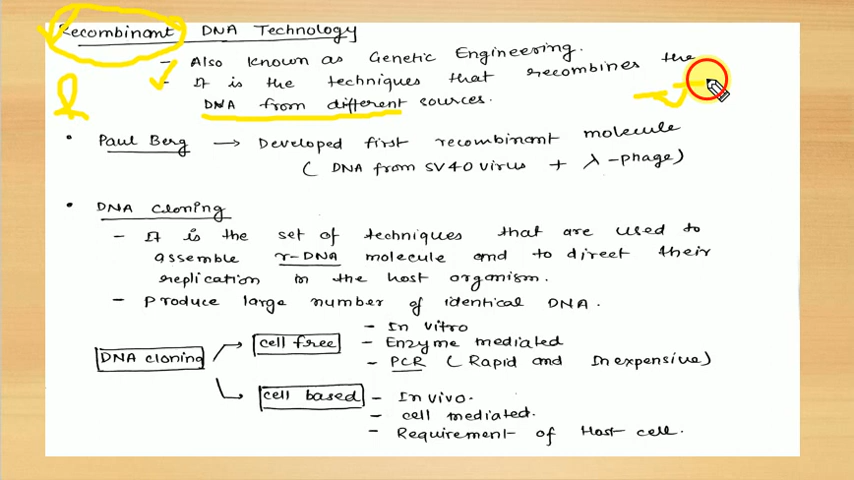 Recombinant DNA Technology
- Also known as Genetic Engineering.
- It is the techniques that recombines the
DNA from different sources.
• Paul Berg → Developed first recombinant molecule
( DNA from SV40 virus + λ-phage)
• DNA cloning
- It is the set of techniques that are used to
assemble r-DNA molecule and to direct their
replication in the host organism.
- Produce large number of identical DNA.
DNA cloning
cell free
- In vitro
- Enzyme mediated
- PCR ( Rapid and Inexpensive)
cell based
- In vivo.
- cell mediated.
- Requirement of Host cell.